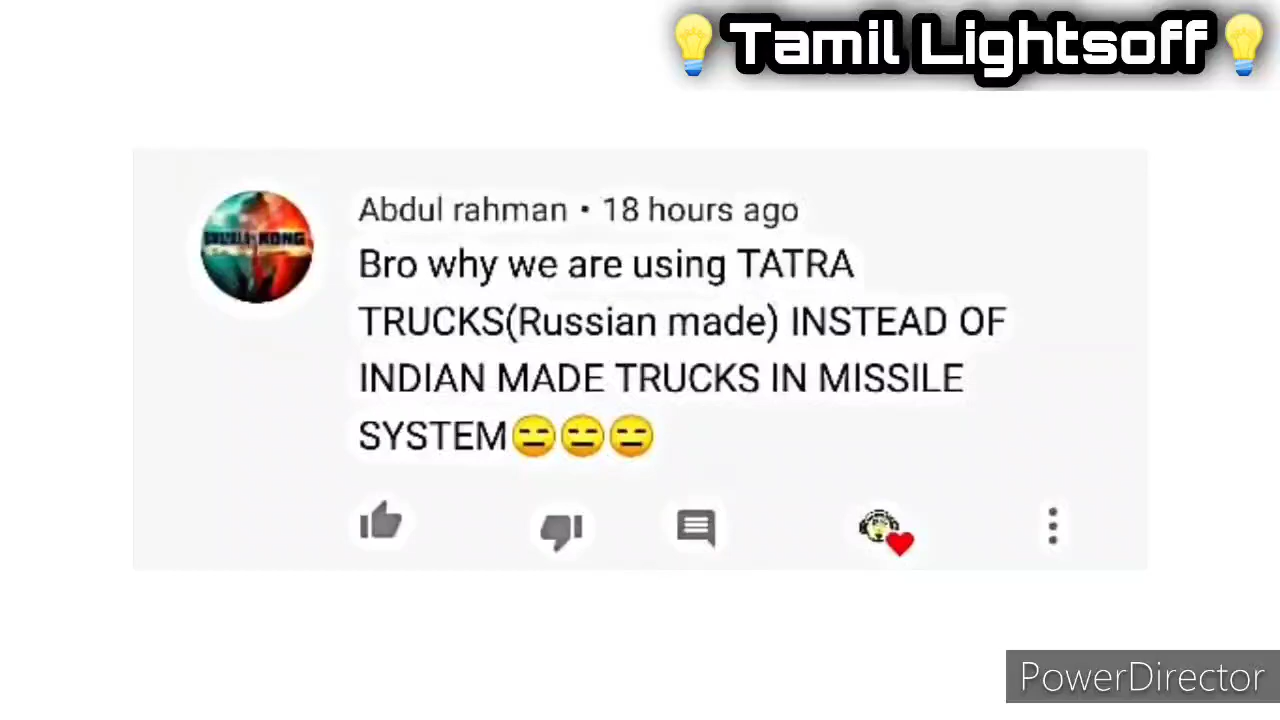 Tamil Lightsoff
Abdul rahman • 18 hours ago
Bro why we are using TATRA
TRUCKS(Russian made) INSTEAD OF
INDIAN MADE TRUCKS IN MISSILE
SYSTEM😑😑😑
PowerDirector